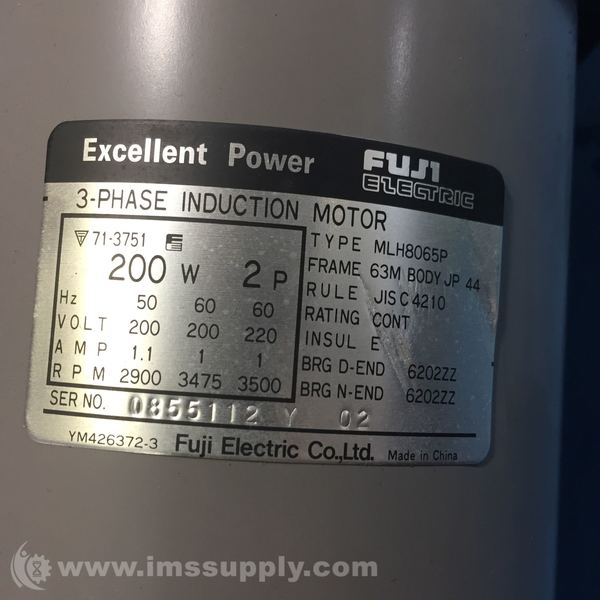 Excellent Power FUJI ELECTRIC
3-PHASE INDUCTION MOTOR
71-3751
200 W 2 P
Hz 50 60 60
VOLT 200 200 220
AMP 1.1 1 1
RPM 2900 3475 3500
TYPE MLH8065P
FRAME 63M BODY JP 44
RULE JIS C 4210
RATING CONT
INSUL E
BRG D-END 6202ZZ
BRG N-END 6202ZZ
SER NO. 0855112 Y 02
YM426372-3 Fuji Electric Co.,Ltd. Made in China
www.imssupply.com